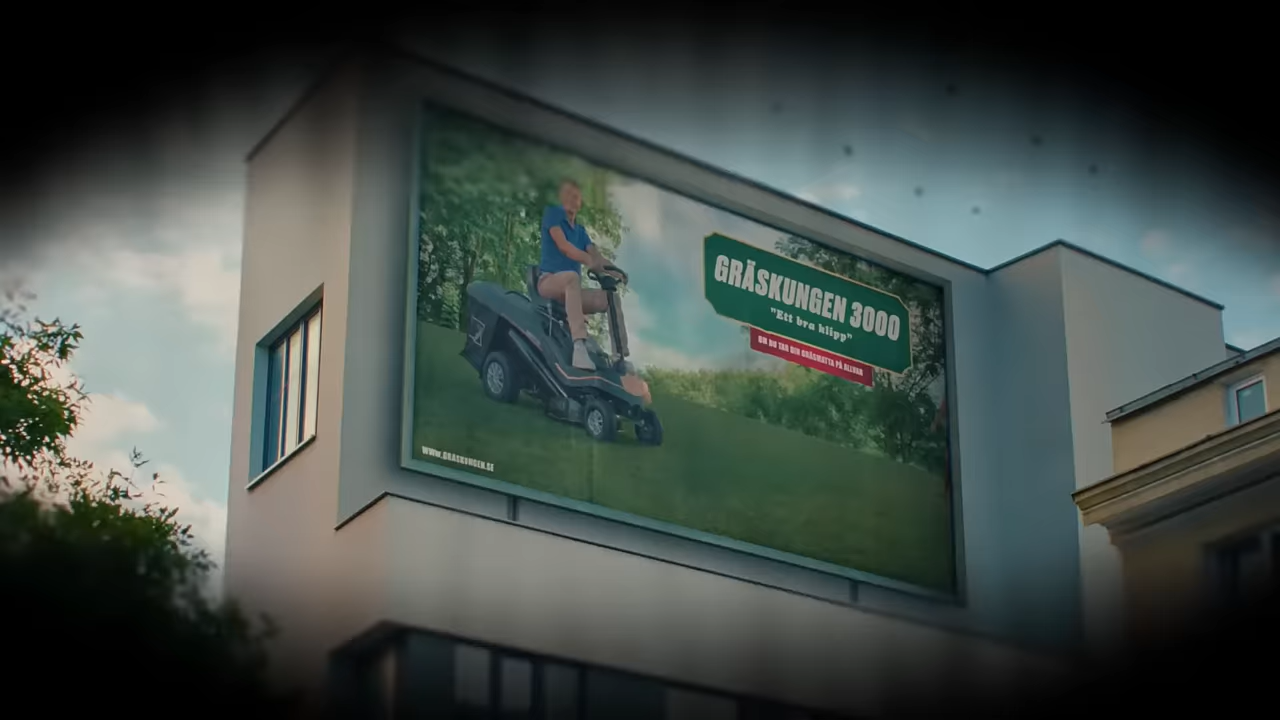 GRÄSKUNGEN 3000
"Ett bra klipp"
OM DU TAR DIN GRÄSMATTA PÅ ALLVAR
WWW.GRASKUNGEN.SE